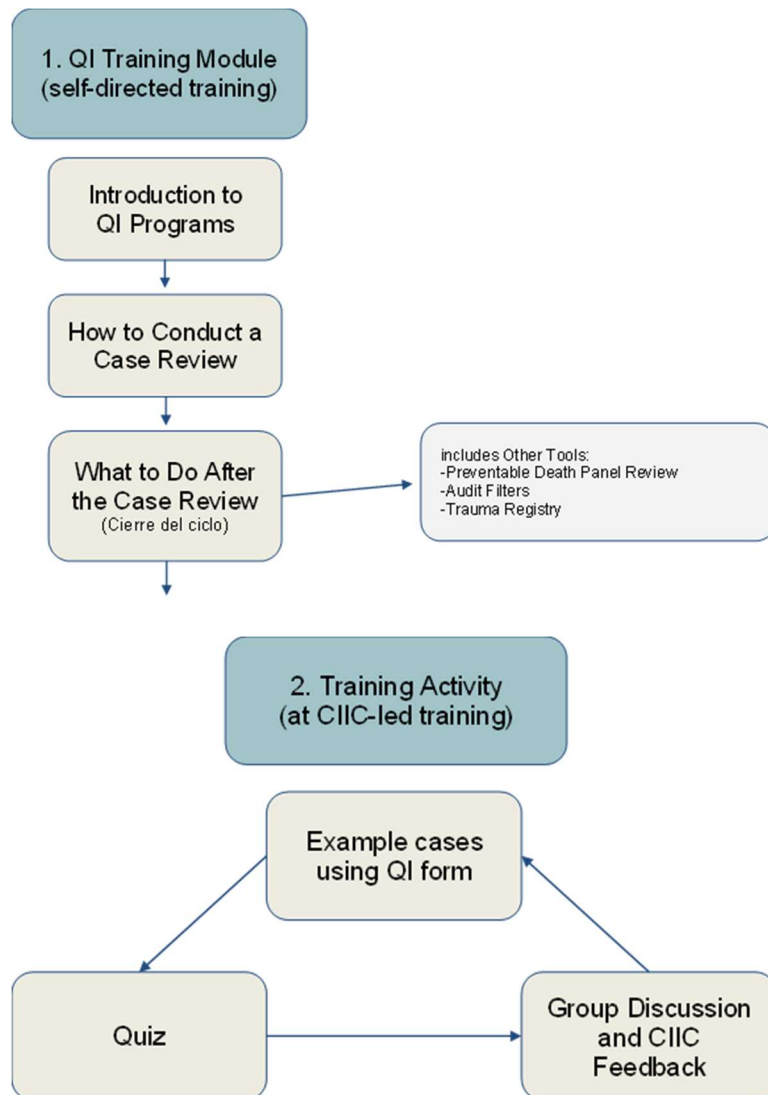 1. QI Training Module
(self-directed training)
Introduction to
QI Programs
How to Conduct a
Case Review
What to Do After
the Case Review
(Cierre del ciclo)
includes Other Tools:
-Preventable Death Panel Review
-Audit Filters
-Trauma Registry
2. Training Activity
(at CIIC-led training)
Example cases
using QI form
Quiz
Group Discussion
and CIIC
Feedback